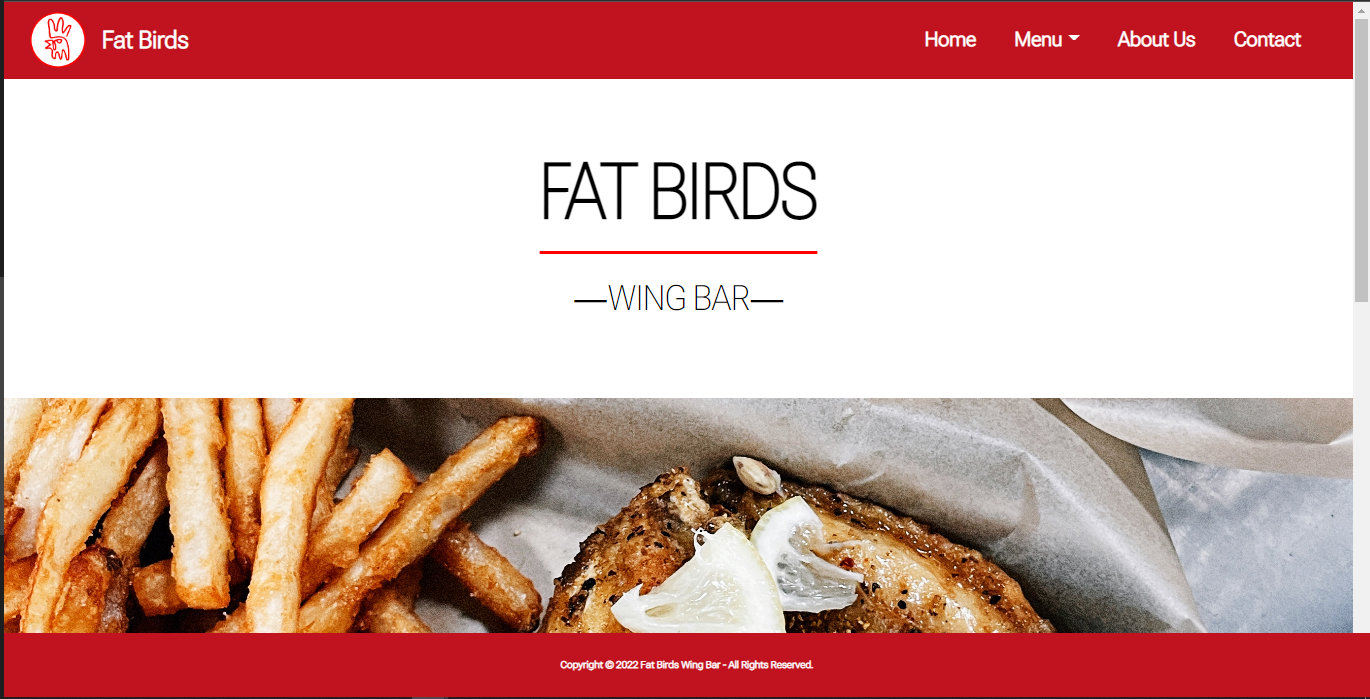 Fat Birds
Home Menu About Us Contact
FAT BIRDS
—WING BAR—
Copyright © 2022 Fat Birds Wing Bar - All Rights Reserved.